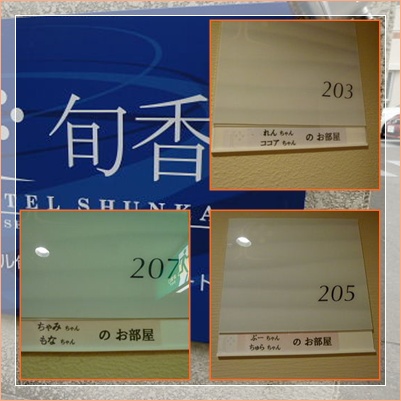 旬香
TEL SHUNKA
203
れんちゃん
ココアちゃん
のお部屋
207
ちゃみちゃん
もなちゃん
のお部屋
205
ぷーちゃん
ちゅらちゃん
のお部屋